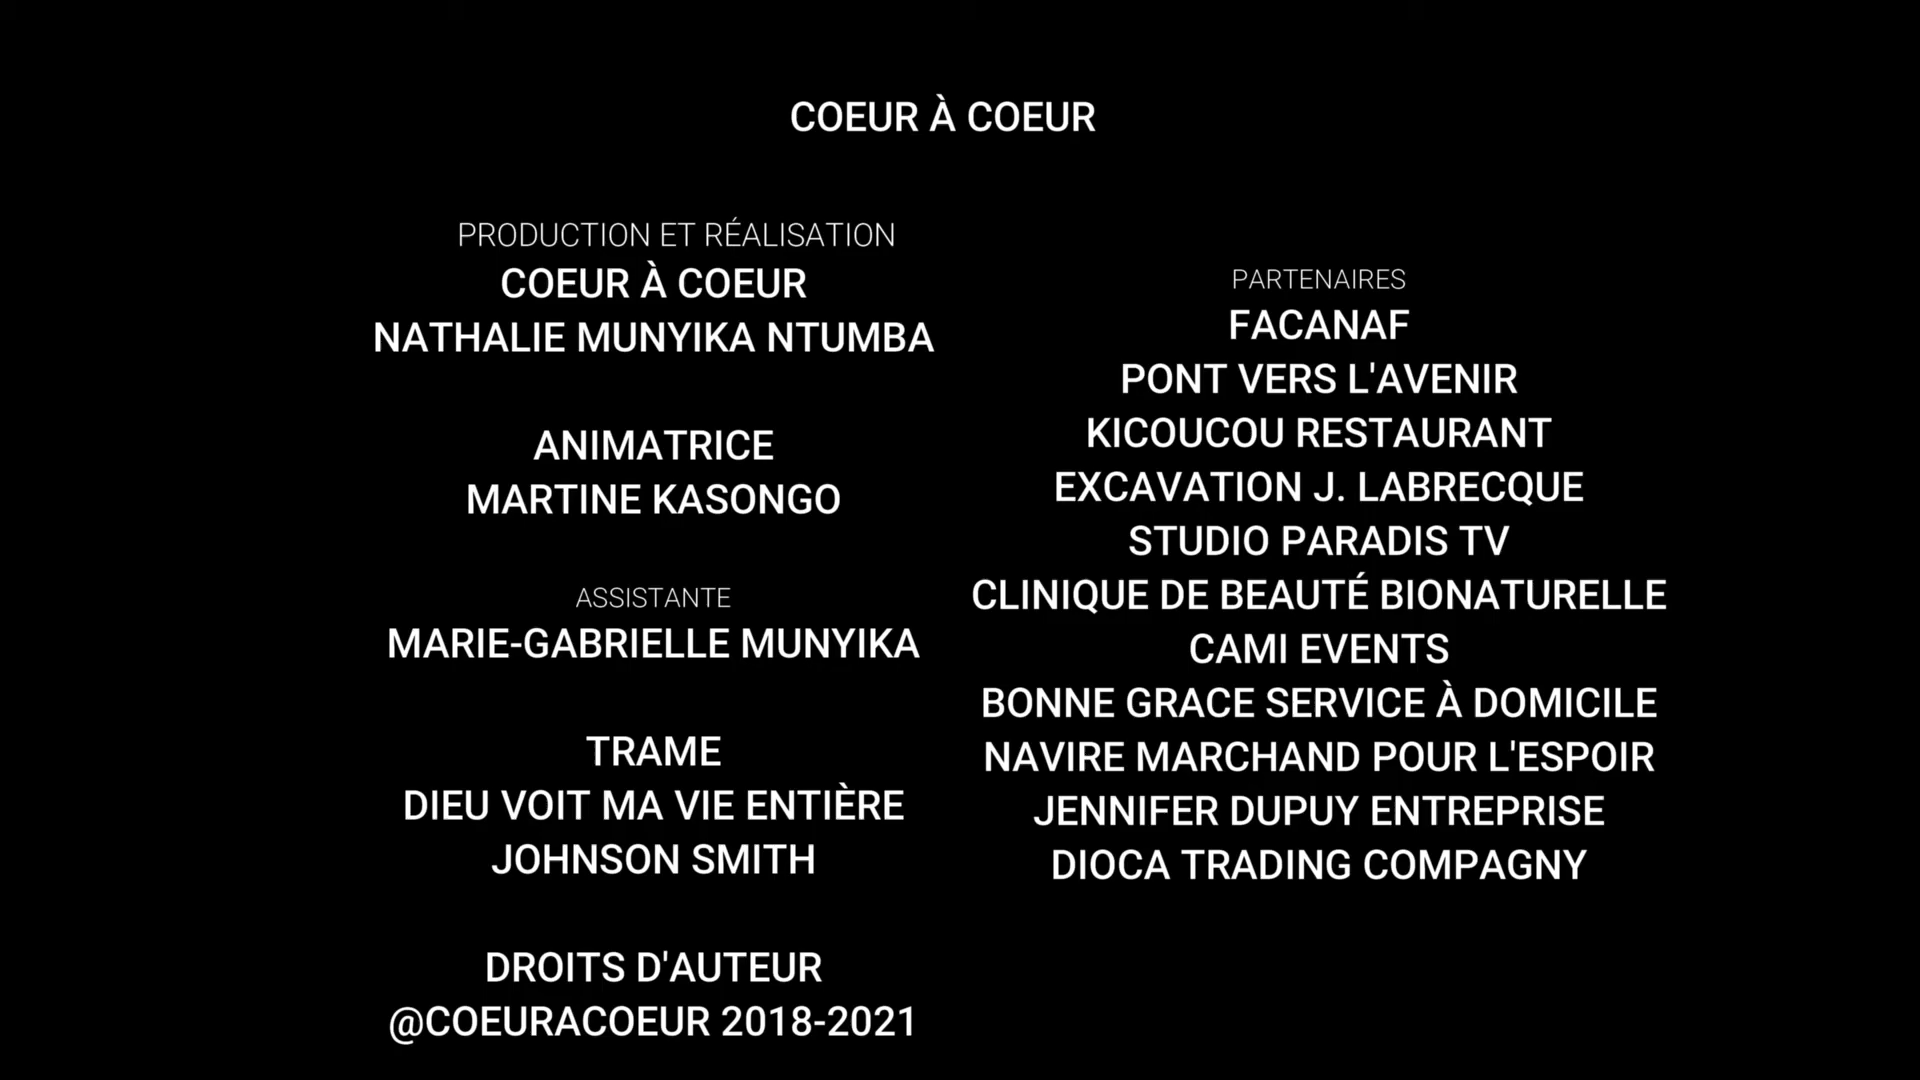 COEUR À COEUR
PRODUCTION ET RÉALISATION
COEUR À COEUR
NATHALIE MUNYIKA NTUMBA
ANIMATRICE
MARTINE KASONGO
ASSISTANTE
MARIE-GABRIELLE MUNYIKA
TRAME
DIEU VOIT MA VIE ENTIÈRE
JOHNSON SMITH
DROITS D'AUTEUR
@COEURACOEUR 2018-2021
PARTENAIRES
FACANAF
PONT VERS L'AVENIR
KICOUCOU RESTAURANT
EXCAVATION J. LABRECQUE
STUDIO PARADIS TV
CLINIQUE DE BEAUTÉ BIONATURELLE
CAMI EVENTS
BONNE GRACE SERVICE À DOMICILE
NAVIRE MARCHAND POUR L'ESPOIR
JENNIFER DUPUY ENTREPRISE
DIOCA TRADING COMPAGNY